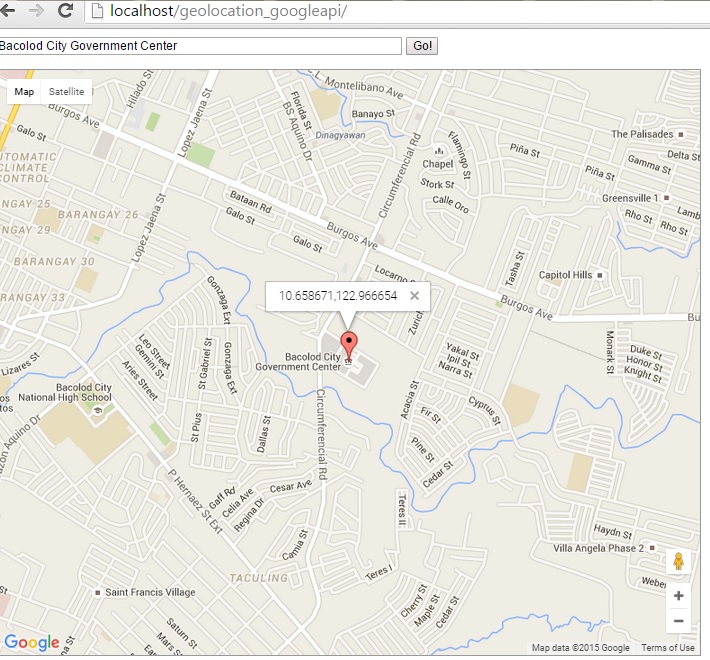 localhost/geolocation_googleapi/
Bacolod City Government Center
Go!
Map
Satellite
Hilado St
Lopez Jaena St
Florida St
BS Aquino Dr
L. Montelibano Ave
Banayo St
Dinagyawan
Burgos Ave
Galo St
Circumferencial Rd
Chapel
Flamingo St
Stork St
Calle Oro
The Palisades
Piña St
Piña St
Delta St
Gamma St
Greensville 1
Lamb
Rho St
Rho St
AUTOMATIC
CLIMATE
CONTROL
BARANGAY 25
BARANGAY 26
BARANGAY 29
BARANGAY 30
BARANGAY 33
Lopez Jaena St
Bataan Rd
Galo St
Galo St
Burgos Ave
Locarno
Tasha St
Capitol Hills
Burgos Ave
Bu
10.658671,122.966654
Zurich
Gonzaga Ext
Gonzaga Ext
Leo Street
Gemini St
Aries Street
St Gabriel St
Lizares St
Bacolod City
Government Center
Yakal St
Ipil St
Narra St
Monark St
Duke St
Honor St
Knight St
Bacolod City
National High School
St Pius
Dallas St
Circumferencial Rd
Acacia St
Fir St
Cyprus St
Pine St
Cedar St
Aquino Dr
P Hernaez St Ext
Gaff Rd
Celia Ave
Regina Dr
Cesar Ave
Camia St
Teres II
Teres I
Haydn St
Villa Angela Phase 2
Weber
TACULING
Saint Francis Village
Cherry St
Maple St
Cedar St
Saturn St
Mars St
Google
Map data ©2015 Google
Terms of Use